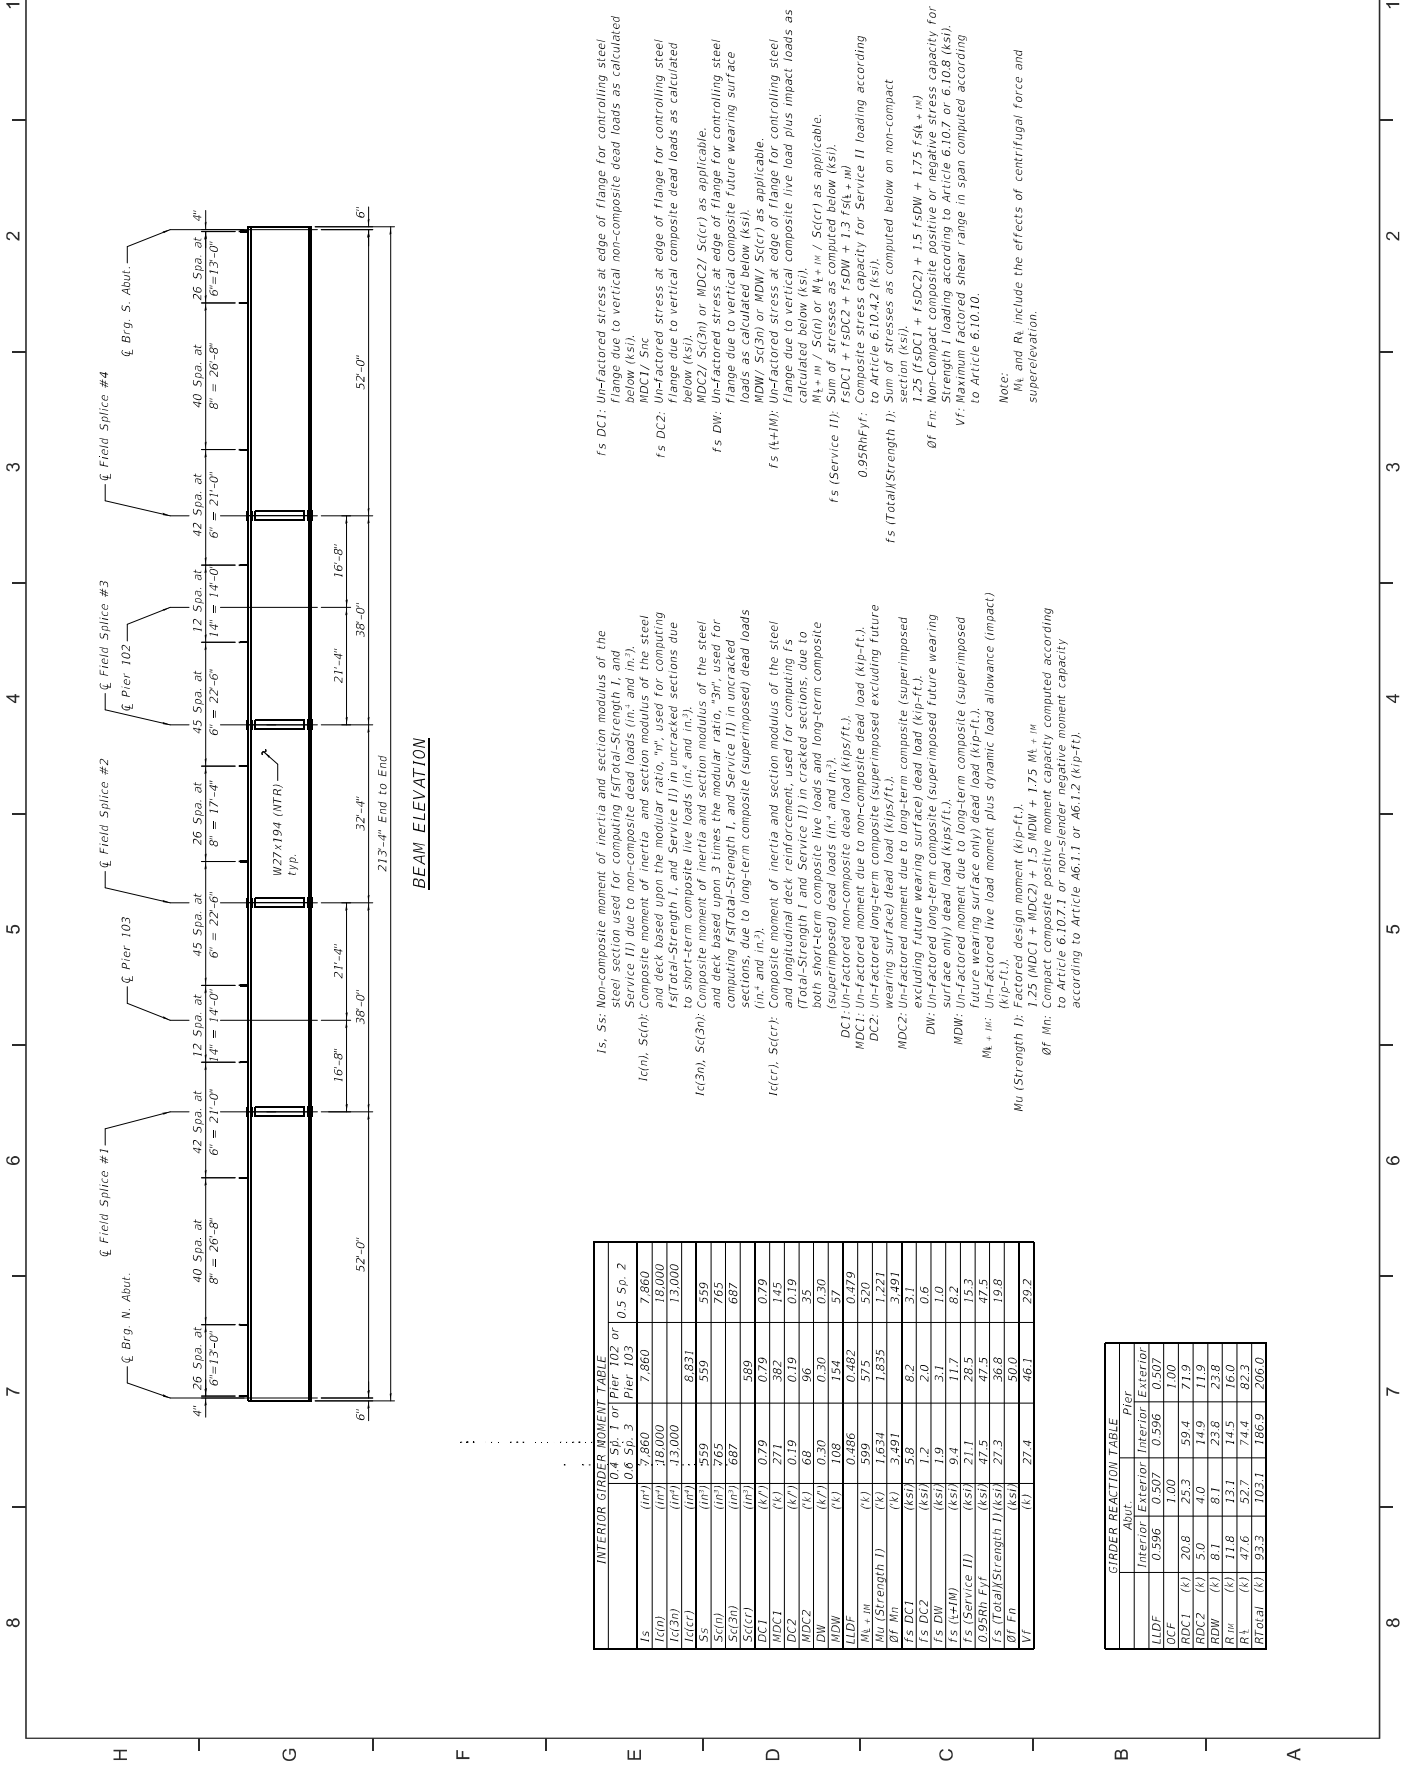 ℄ Brg. N. Abut.
℄ Field Splice #1
℄ Pier 103
℄ Field Splice #2
℄ Field Splice #3
℄ Pier 102
℄ Field Splice #4
℄ Brg. S. Abut.
4"
26 Spa. at
6"=13'-0"
40 Spa. at
8" = 26'-8"
42 Spa. at
6" = 21'-0"
12 Spa. at
14" = 14'-0"
45 Spa. at
6" = 22'-6"
26 Spa. at
8" = 17'-4"
45 Spa. at
6" = 22'-6"
12 Spa. at
14" = 14'-0"
42 Spa. at
6" = 21'-0"
40 Spa. at
8" = 26'-8"
26 Spa. at
6"=13'-0"
4"
W27x194 (NTR)
typ.
16'-8"
21'-4"
21'-4"
16'-8"
6"
52'-0"
38'-0"
32'-4"
38'-0"
52'-0"
6"
213'-4" End to End
BEAM ELEVATION
INTERIOR GIRDER MOMENT TABLE
0.4 Sp. 1 or 0.6 Sp. 3 | Pier 102 or Pier 103 | 0.5 Sp. 2
Is (in⁴) 7,860 7,860 7,860
Ic(n) (in⁴) 18,000 18,000
Ic(3n) (in⁴) 13,000 13,000
Ic(cr) (in⁴) 8,831
Ss (in³) 559 559 559
Sc(n) (in³) 765 765
Sc(3n) (in³) 687 687
Sc(cr) (in³) 589
DC1 (k/') 0.79 0.79 0.79
MDC1 ('k) 271 382 145
DC2 (k/') 0.19 0.19 0.19
MDC2 ('k) 68 96 35
DW (k/') 0.30 0.30 0.30
MDW ('k) 108 154 57
LLDF 0.486 0.482 0.479
M℄ + IM ('k) 599 575 520
Mu (Strength I) ('k) 1,634 1,835 1,221
Øf Mn ('k) 3,491 3,491
fs DC1 (ksi) 5.8 8.2 3.1
fs DC2 (ksi) 1.2 2.0 0.6
fs DW (ksi) 1.9 3.1 1.0
fs (℄+IM) (ksi) 9.4 11.7 8.2
fs (Service II) (ksi) 21.1 28.5 15.3
0.95Rh Fyf (ksi) 47.5 47.5 47.5
fs (Total)(Strength I) (ksi) 27.3 36.8 19.8
Øf Fn (ksi) 50.0
Vf (k) 27.4 46.1 29.2
GIRDER REACTION TABLE
Abut. Pier
Interior Exterior Interior Exterior
LLDF 0.596 0.507 0.596 0.507
OCF 1.00 1.00
RDC1 (k) 20.8 25.3 59.4 71.9
RDC2 (k) 5.0 4.0 14.9 11.9
RDW (k) 8.1 8.1 23.8 23.8
R IM (k) 11.8 13.1 14.5 16.0
R℄ (k) 47.6 52.7 74.4 82.3
RTotal (k) 93.3 103.1 186.9 206.0
Is, Ss: Non-composite moment of inertia and section modulus of the
steel section used for computing fs(Total-Strength I, and
Service II) due to non-composite dead loads (in.⁴ and in.³).
Ic(n), Sc(n): Composite moment of inertia and section modulus of the steel
and deck based upon the modular ratio, "n", used for computing
fs(Total-Strength I, and Service II) in uncracked sections due
to short-term composite live loads (in.⁴ and in.³).
Ic(3n), Sc(3n): Composite moment of inertia and section modulus of the steel
and deck based upon 3 times the modular ratio, "3n", used for
computing fs(Total-Strength I, and Service II) in uncracked
sections, due to long-term composite (superimposed) dead loads
(in.⁴ and in.³).
Ic(cr), Sc(cr): Composite moment of inertia and section modulus of the steel
and longitudinal deck reinforcement, used for computing fs
(Total-Strength I and Service II) in cracked sections, due to
both short-term composite live loads and long-term composite
(superimposed) dead loads (in.⁴ and in.³).
DC1: Un-factored non-composite dead load (kips/ft.).
MDC1: Un-factored moment due to non-composite dead load (kip-ft.).
DC2: Un-factored long-term composite (superimposed excluding future
wearing surface) dead load (kips/ft.).
MDC2: Un-factored moment due to long-term composite (superimposed
excluding future wearing surface) dead load (kip-ft.).
DW: Un-factored long-term composite (superimposed future wearing
surface only) dead load (kips/ft.).
MDW: Un-factored moment due to long-term composite (superimposed
future wearing surface only) dead load (kip-ft.).
M℄ + IM: Un-factored live load moment plus dynamic load allowance (impact)
(kip-ft.).
Mu (Strength I): Factored design moment (kip-ft.).
1.25 (MDC1 + MDC2) + 1.5 MDW + 1.75 M℄ + IM
Øf Mn: Compact composite positive moment capacity computed according
to Article 6.10.7.1 or non-slender negative moment capacity
according to Article A6.1.1 or A6.1.2 (kip-ft).
fs DC1: Un-factored stress at edge of flange for controlling steel
flange due to vertical non-composite dead loads as calculated
below (ksi).
MDC1/ Snc
fs DC2: Un-factored stress at edge of flange for controlling steel
flange due to vertical composite dead loads as calculated
below (ksi).
MDC2/ Sc(3n) or MDC2/ Sc(cr) as applicable.
fs DW: Un-factored stress at edge of flange for controlling steel
flange due to vertical composite future wearing surface
loads as calculated below (ksi).
MDW/ Sc(3n) or MDW/ Sc(cr) as applicable.
fs (℄+IM): Un-factored stress at edge of flange for controlling steel
flange due to vertical composite live load plus impact loads as
calculated below (ksi).
M℄ + IM / Sc(n) or M℄ + IM / Sc(cr) as applicable.
fs (Service II): Sum of stresses as computed below (ksi).
fsDC1 + fsDC2 + fsDW + 1.3 fs(℄ + IM)
0.95RhFyf: Composite stress capacity for Service II loading according
to Article 6.10.4.2 (ksi).
fs (Total)(Strength I): Sum of stresses as computed below on non-compact
section (ksi).
1.25 (fsDC1 + fsDC2) + 1.5 fsDW + 1.75 fs(℄ + IM)
Øf Fn: Non-Compact composite positive or negative stress capacity for
Strength I loading according to Article 6.10.7 or 6.10.8 (ksi).
Vf: Maximum factored shear range in span computed according
to Article 6.10.10.
Note:
M℄ and R℄ include the effects of centrifugal force and
superelevation.
8 7 6 5 4 3 2 1
8 7 6 5 4 3 2 1
H
G
F
E
D
C
B
A